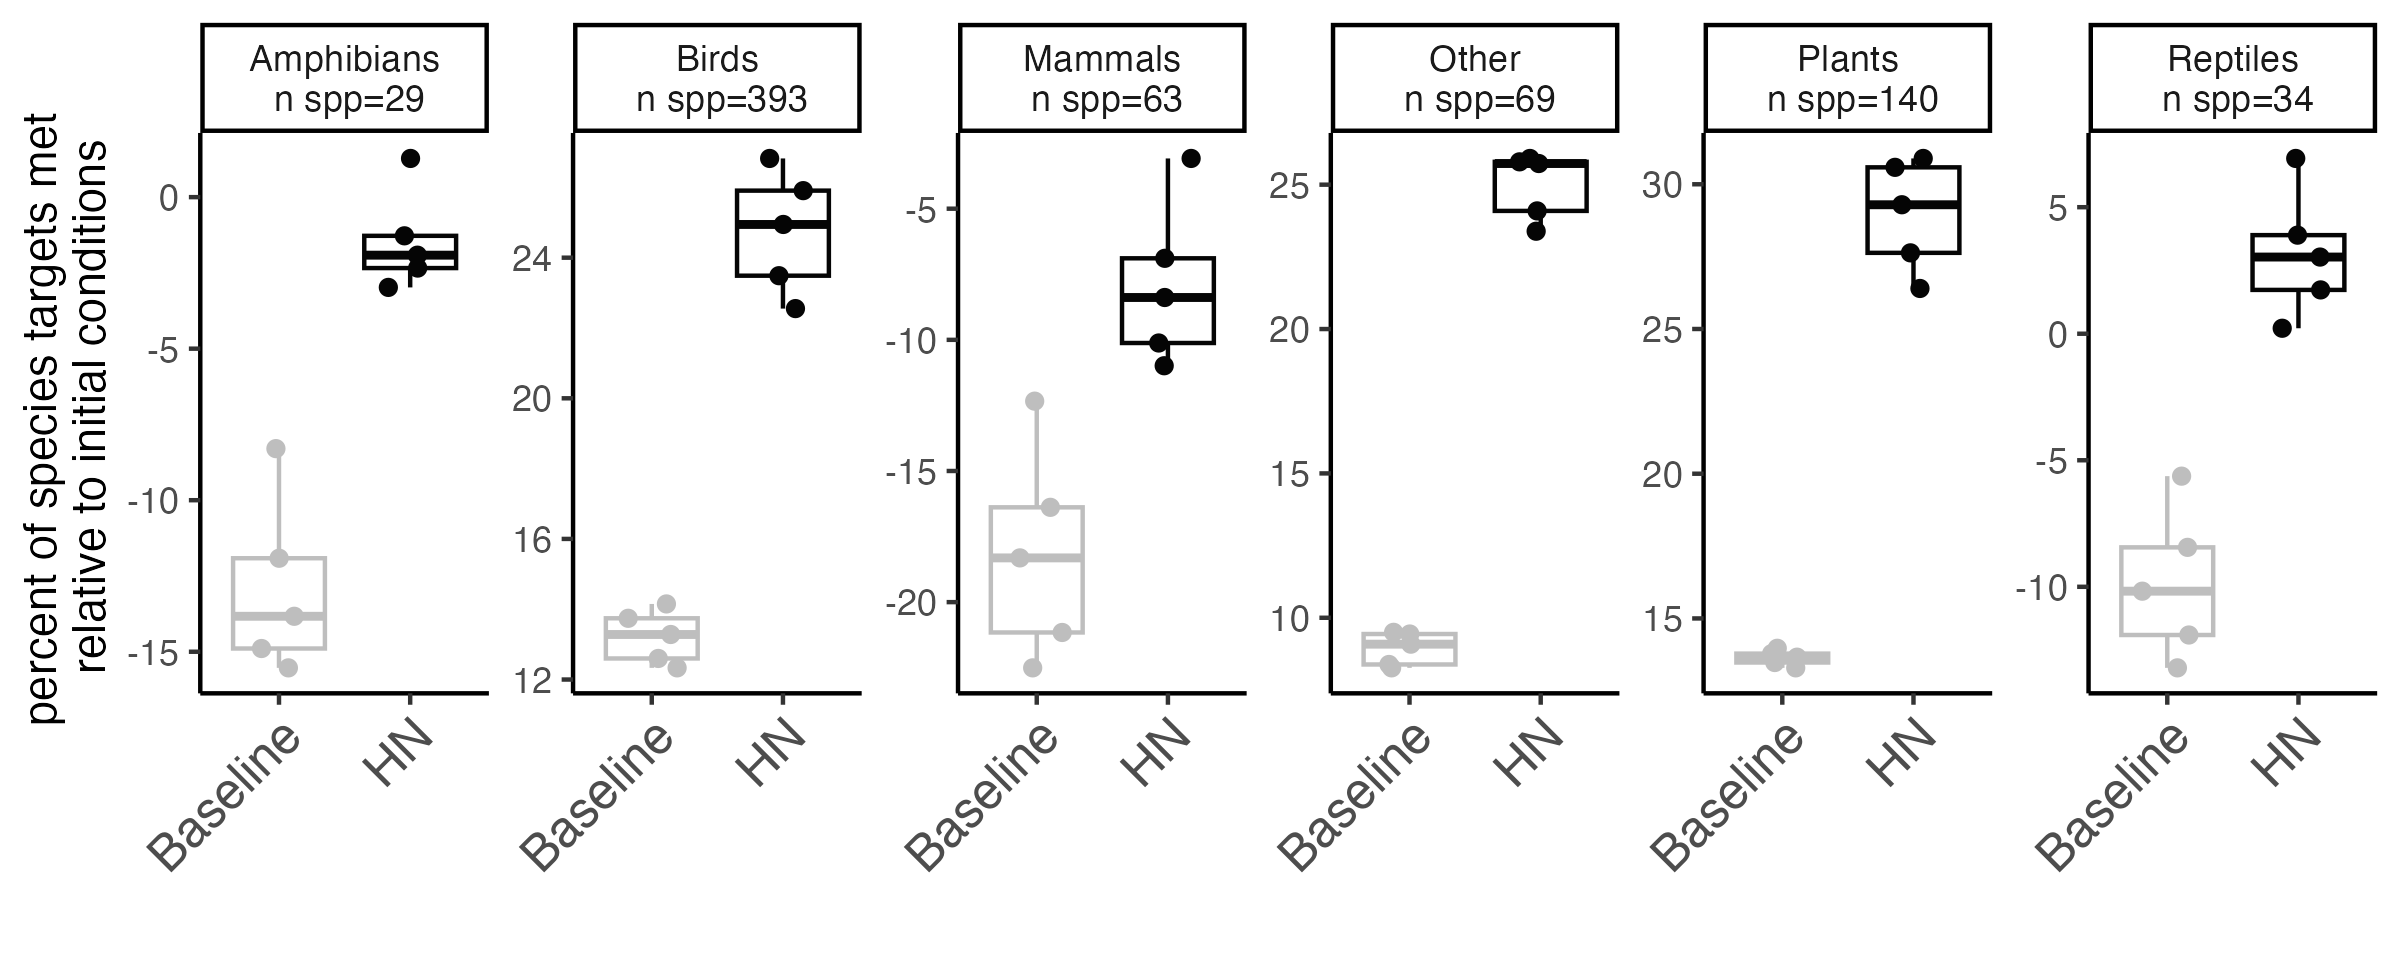 percent of species targets met
relative to initial conditions
Amphibians
n spp=29
0
-5
-10
-15
Baseline
HN
Birds
n spp=393
24
20
16
12
Baseline
HN
Mammals
n spp=63
-5
-10
-15
-20
Baseline
HN
Other
n spp=69
25
20
15
10
Baseline
HN
Plants
n spp=140
30
25
20
15
Baseline
HN
Reptiles
n spp=34
5
0
-5
-10
Baseline
HN